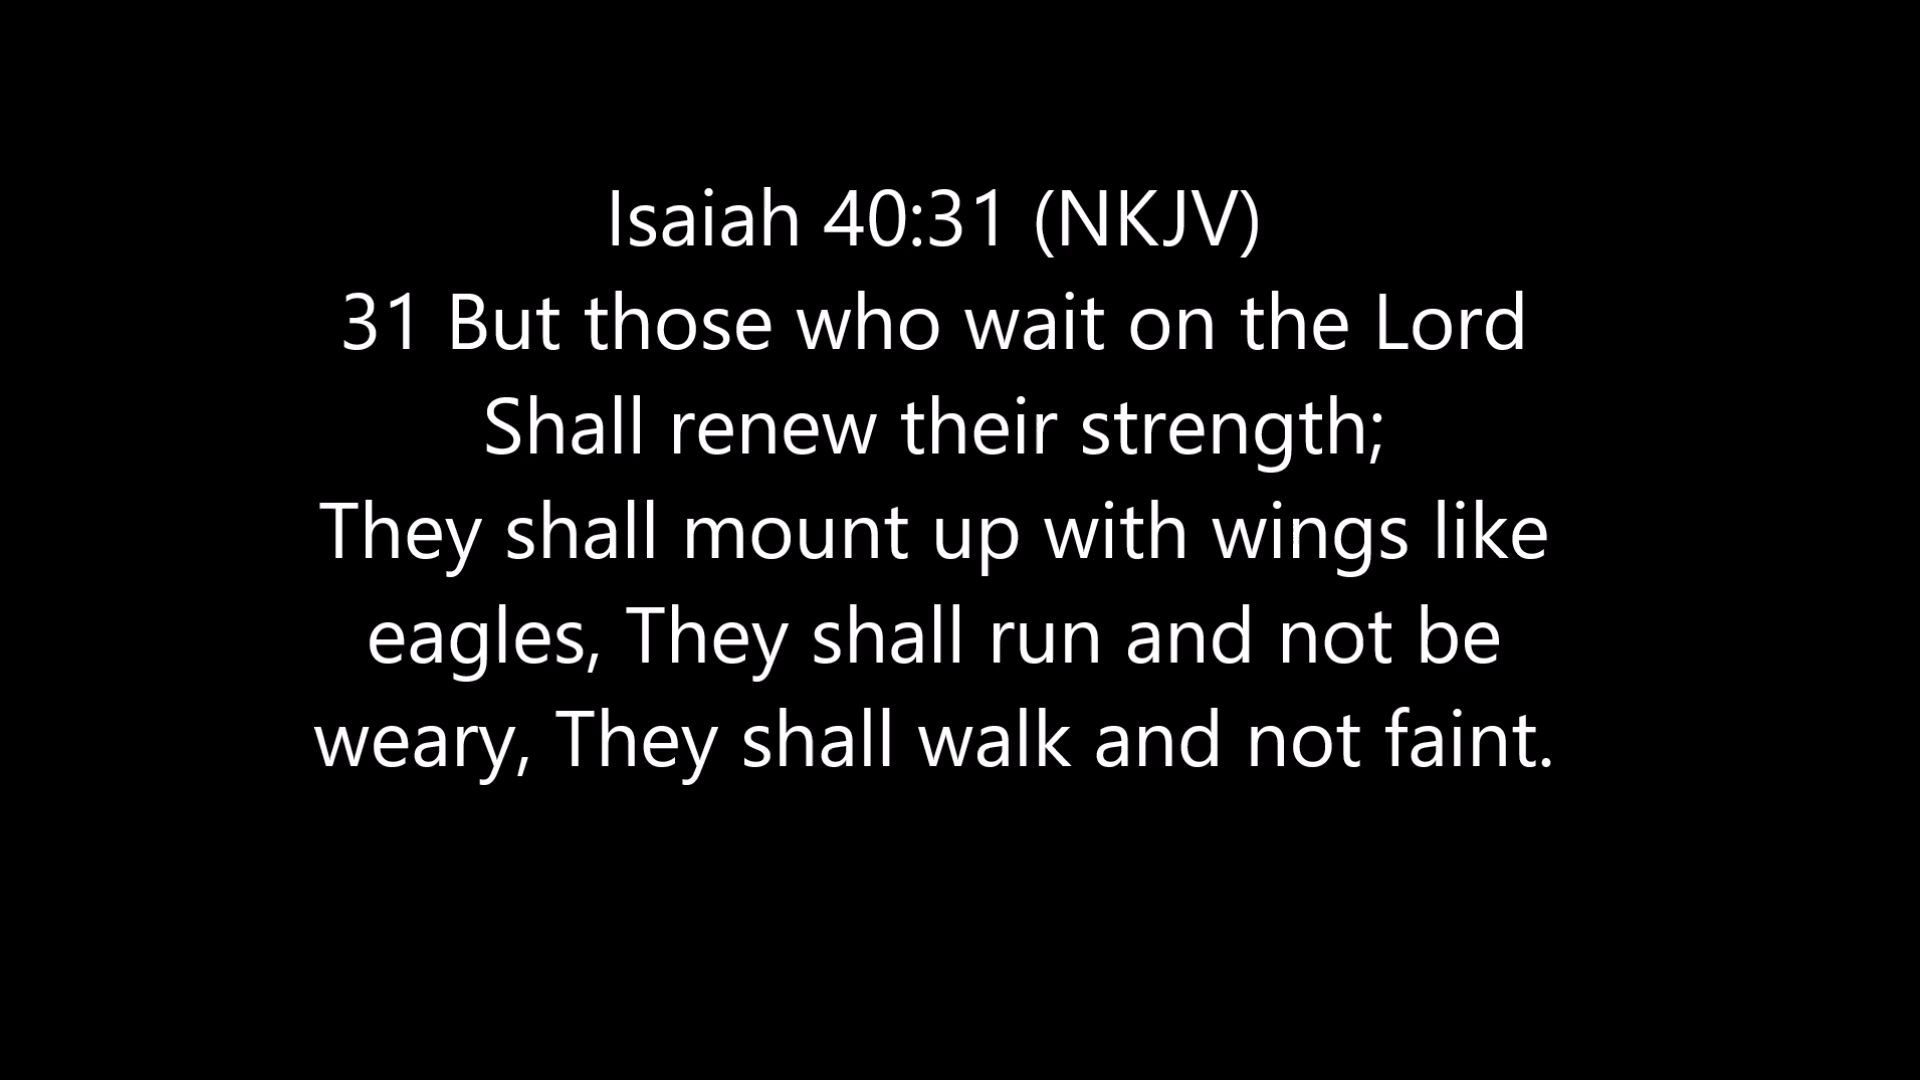 Isaiah 40:31 (NKJV)
31 But those who wait on the Lord
Shall renew their strength;
They shall mount up with wings like
eagles, They shall run and not be
weary, They shall walk and not faint.